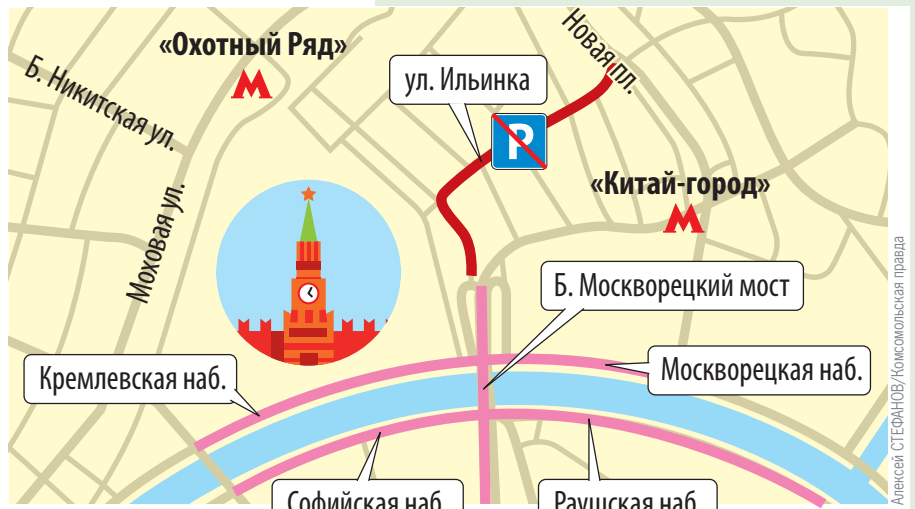 «Охотный Ряд»
М
Б. Никитская ул.
ул. Ильинка
Новая пл.
P
«Китай-город»
М
Моховая ул.
Б. Москворецкий мост
Кремлевская наб.
Москворецкая наб.
Софийская наб.
Раушская наб.
Алексей СТЕФАНОВ/Комсомольская правда